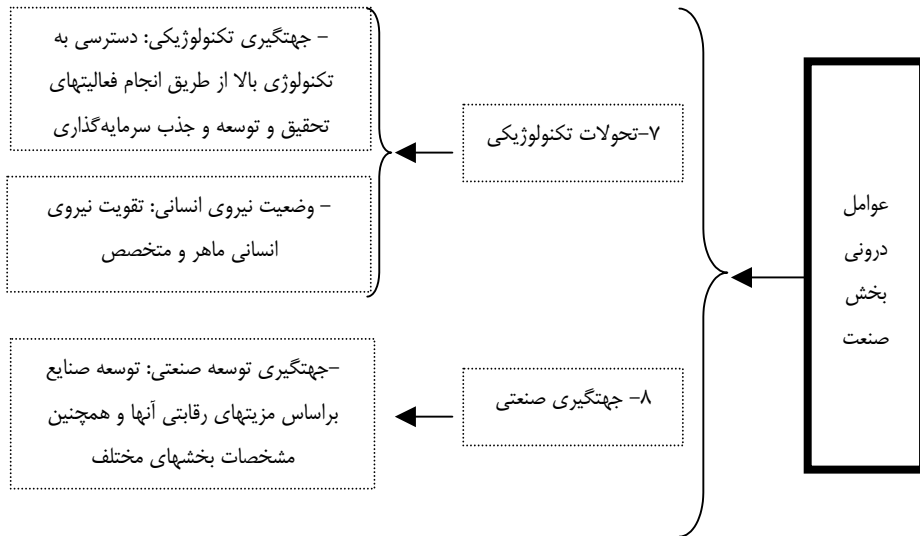 عوامل
درونی
بخش
صنعت
۷-تحولات تکنولوژیکی
- جهتگیری تکنولوژیکی: دسترسی به
تکنولوژی بالا از طریق انجام فعالیتهای
تحقیق و توسعه و جذب سرمایه‌گذاری
- وضعیت نیروی انسانی: تقویت نیروی
انسانی ماهر و متخصص
۸- جهتگیری صنعتی
-جهتگیری توسعه صنعتی: توسعه صنایع
براساس مزیتهای رقابتی آنها و همچنین
مشخصات بخشهای مختلف